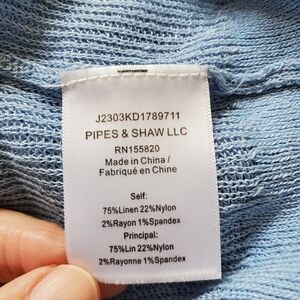 J2303KD1789711
PIPES & SHAW LLC
RN155820
Made in China /
Fabriqué en Chine
Self:
75%Linen 22%Nylon
2%Rayon 1%Spandex
Principal:
75%Lin 22%Nylon
2%Rayonne 1%Spandex